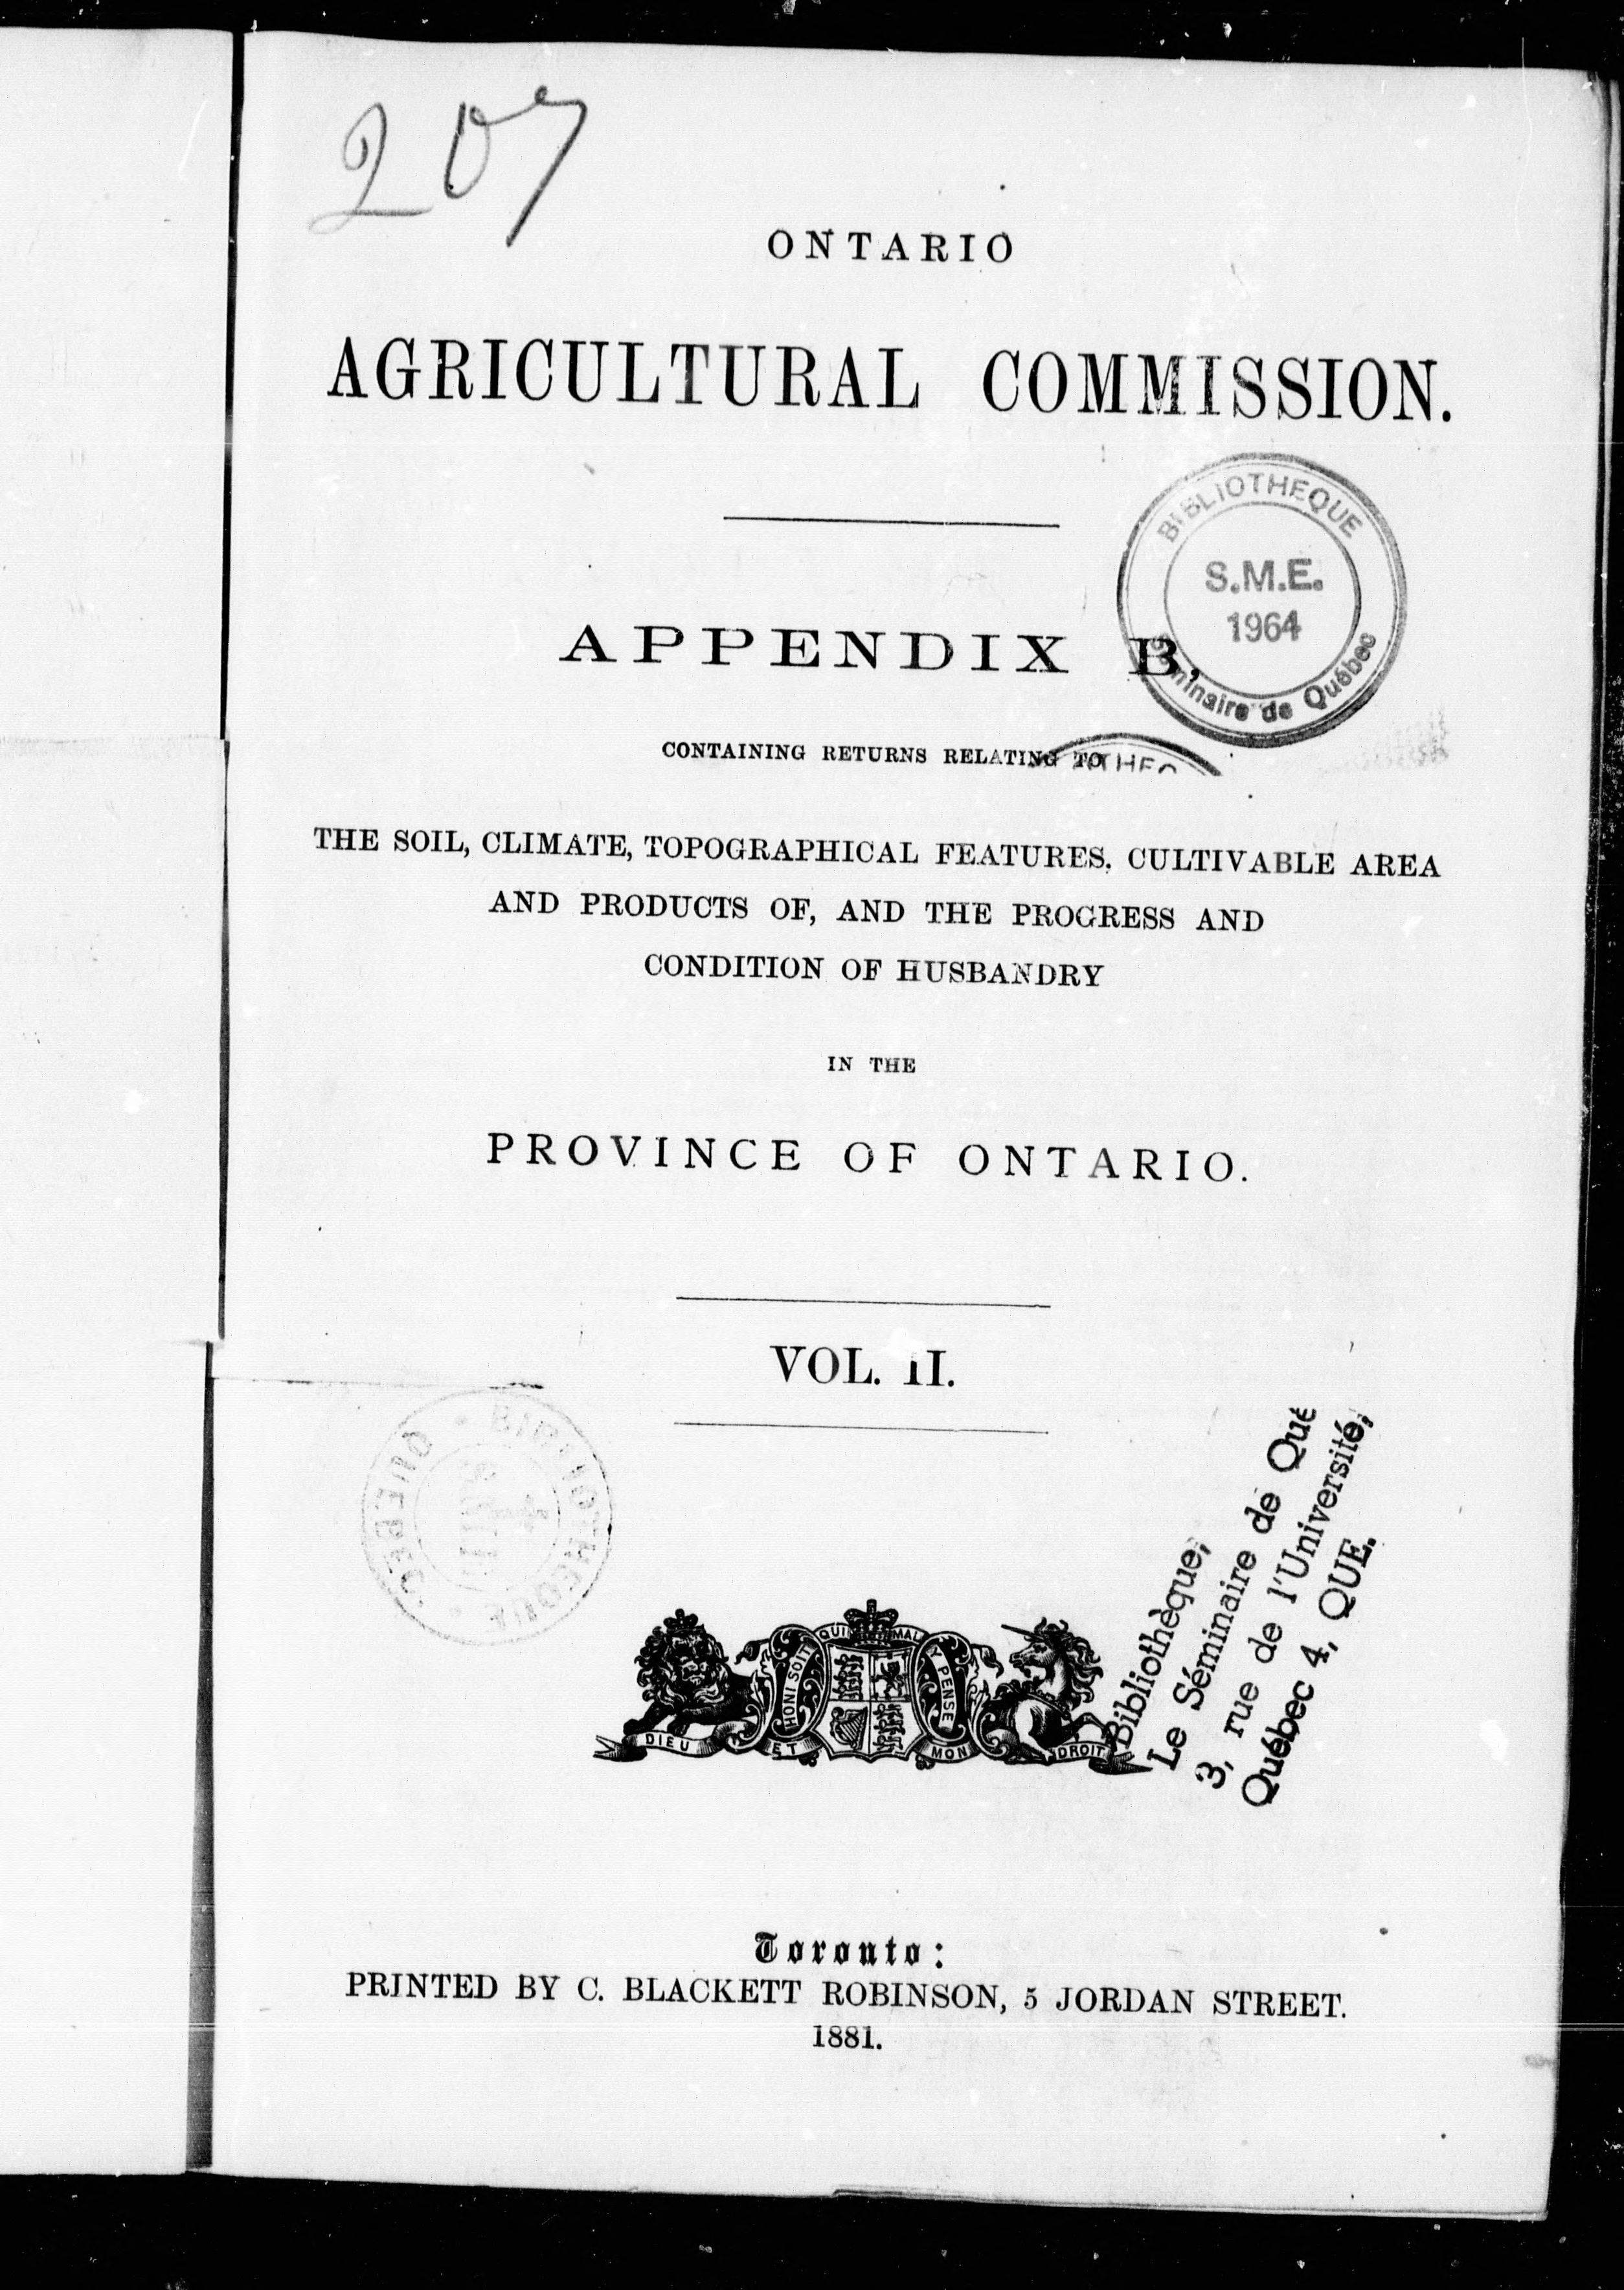 207
ONTARIO
AGRICULTURAL COMMISSION.
BIBLIOTHEQUE
S.M.E.
1964
Séminaire de Québec
APPENDIX B,
CONTAINING RETURNS RELATING TO
THE SOIL, CLIMATE, TOPOGRAPHICAL FEATURES, CULTIVABLE AREA
AND PRODUCTS OF, AND THE PROGRESS AND
CONDITION OF HUSBANDRY
IN THE
PROVINCE OF ONTARIO.
VOL. II.
BIBLIOTHEQUE
QUEBEC
HONI SOIT QUI MAL Y PENSE
DIEU ET MON DROIT
Bibliothèque,
Le Séminaire de Qué
3, rue de l'Université,
Québec 4, QUE.
Toronto:
PRINTED BY C. BLACKETT ROBINSON, 5 JORDAN STREET.
1881.